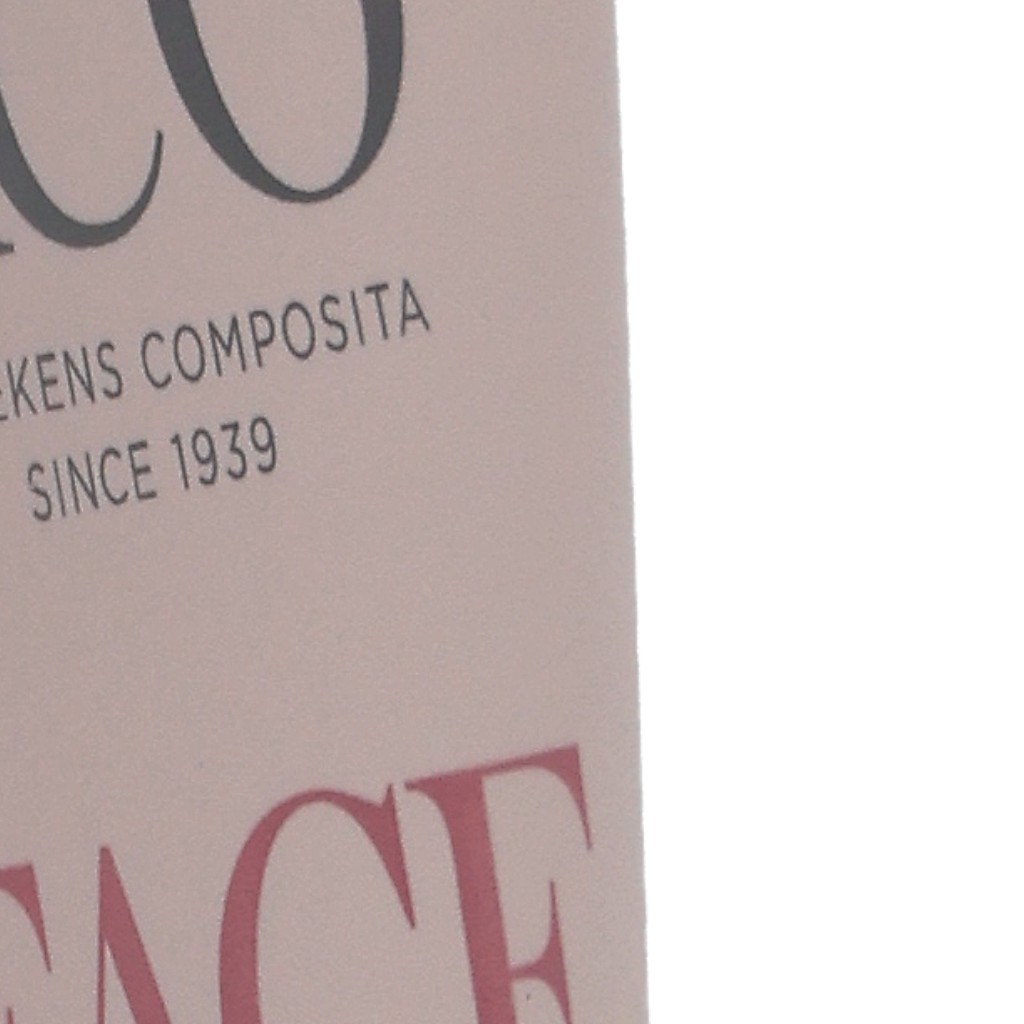 CO
EKENS COMPOSITA
SINCE 1939
FACE